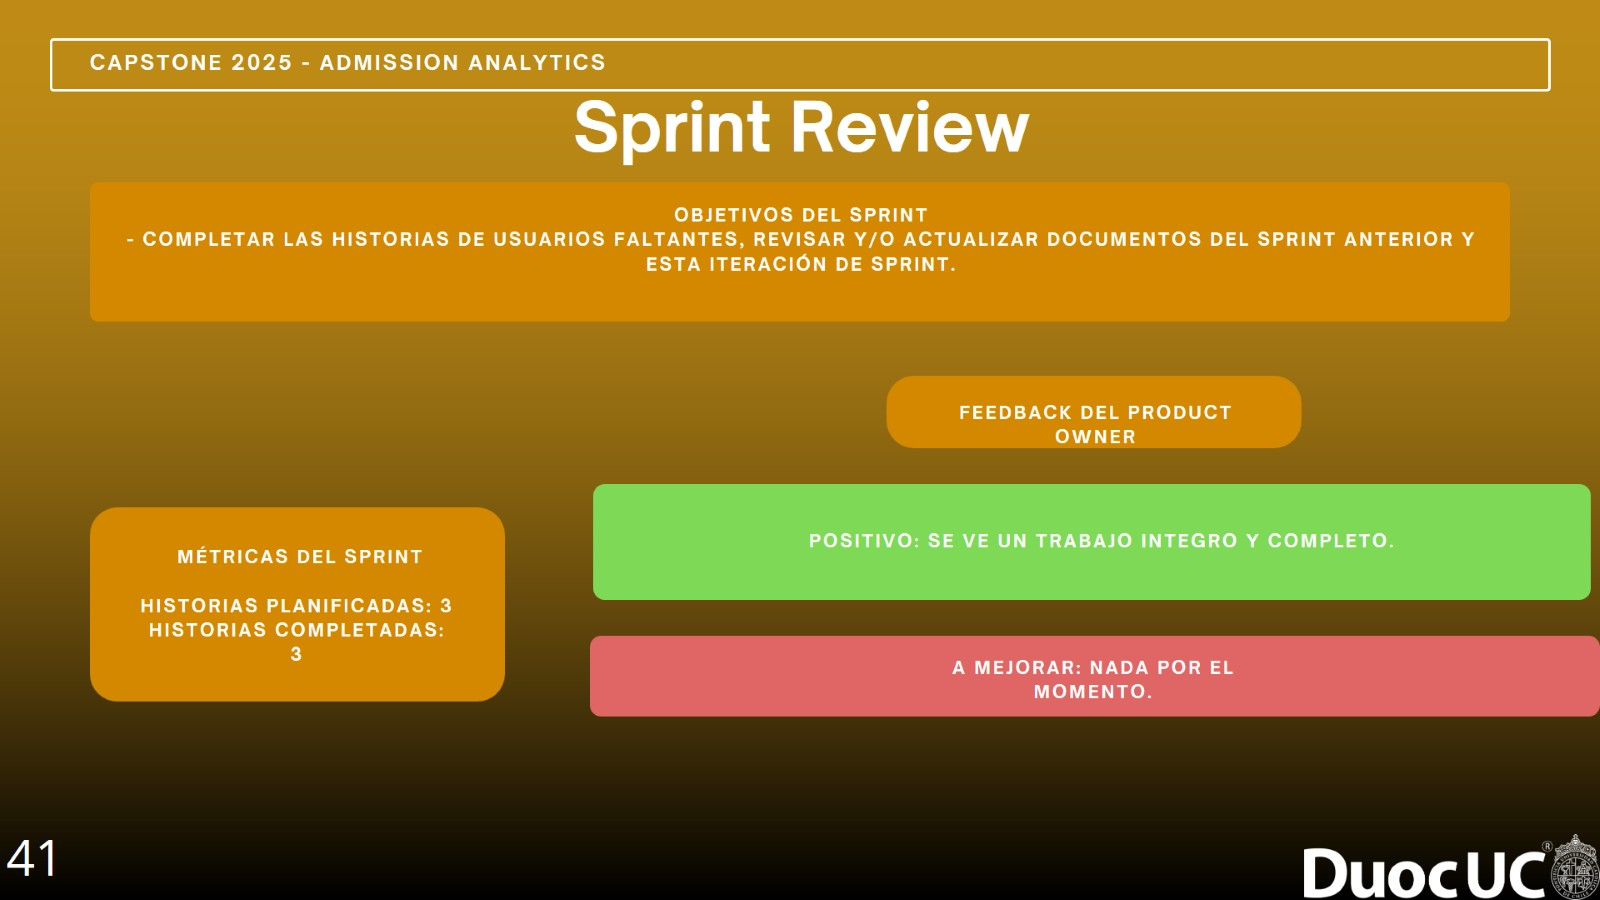 CAPSTONE 2025 - ADMISSION ANALYTICS
Sprint Review
OBJETIVOS DEL SPRINT
- COMPLETAR LAS HISTORIAS DE USUARIOS FALTANTES, REVISAR Y/O ACTUALIZAR DOCUMENTOS DEL SPRINT ANTERIOR Y
ESTA ITERACIÓN DE SPRINT.
FEEDBACK DEL PRODUCT
OWNER
POSITIVO: SE VE UN TRABAJO INTEGRO Y COMPLETO.
MÉTRICAS DEL SPRINT
HISTORIAS PLANIFICADAS: 3
HISTORIAS COMPLETADAS:
3
A MEJORAR: NADA POR EL
MOMENTO.
41
DuocUC®